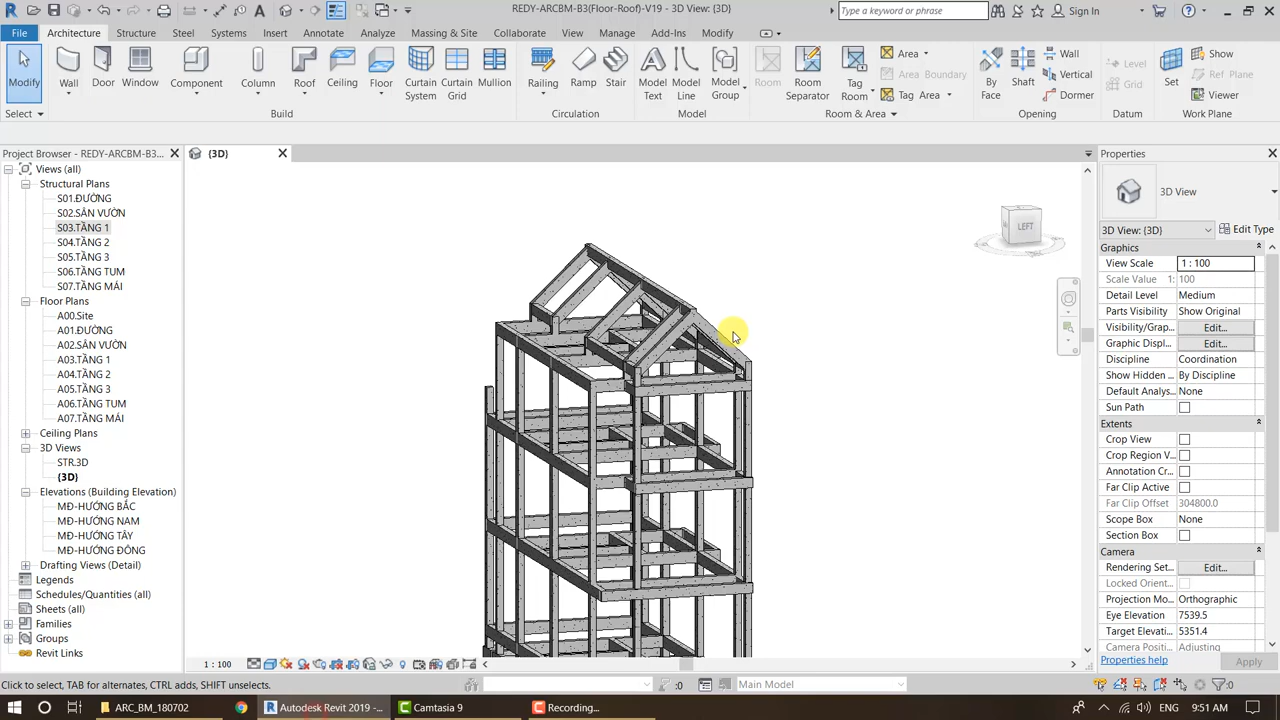 REDY-ARCBM-B3(Floor-Roof)-V19 - 3D View: {3D}
Type a keyword or phrase
Sign In
File
Architecture
Structure
Steel
Systems
Insert
Annotate
Analyze
Massing & Site
Collaborate
View
Manage
Add-Ins
Modify
Modify
Wall
Door
Window
Component
Column
Roof
Ceiling
Floor
Curtain System
Curtain Grid
Mullion
Railing
Ramp
Stair
Model Text
Model Line
Model Group
Room
Room Separator
Tag Room
Area
Area Boundary
Tag Area
By Face
Shaft
Wall
Vertical
Dormer
Level
Grid
Set
Show
Ref Plane
Viewer
Select
Build
Circulation
Model
Room & Area
Opening
Datum
Work Plane
Project Browser - REDY-ARCBM-B3...
{3D}
Properties
Views (all)
Structural Plans
S01.ĐƯỜNG
S02.SÂN VƯỜN
S03.TẦNG 1
S04.TẦNG 2
S05.TẦNG 3
S06.TẦNG TUM
S07.TẦNG MÁI
Floor Plans
A00.Site
A01.ĐƯỜNG
A02.SÂN VƯỜN
A03.TẦNG 1
A04.TẦNG 2
A05.TẦNG 3
A06.TẦNG TUM
A07.TẦNG MÁI
Ceiling Plans
3D Views
STR.3D
{3D}
Elevations (Building Elevation)
MĐ-HƯỚNG BẮC
MĐ-HƯỚNG NAM
MĐ-HƯỚNG TÂY
MĐ-HƯỚNG ĐÔNG
Drawing Views (Detail)
Legends
Schedules/Quantities (all)
Sheets (all)
Families
Groups
Revit Links
LEFT
3D View
3D View: {3D}
Edit Type
Graphics
View Scale 1 : 100
Scale Value 1: 100
Detail Level Medium
Parts Visibility Show Original
Visibility/Grap... Edit...
Graphic Displ... Edit...
Discipline Coordination
Show Hidden ... By Discipline
Default Analys... None
Sun Path
Extents
Crop View
Crop Region V...
Annotation Cr...
Far Clip Active
Far Clip Offset 304800.0
Scope Box None
Section Box
Camera
Rendering Set... Edit...
Locked Orient...
Projection Mo... Orthographic
Eye Elevation 7539.5
Target Elevati... 5351.4
Camera Positi... Adjusting
Properties help
Apply
1 : 100
Click to select, TAB for alternates, CTRL adds, SHIFT unselects.
:0
Main Model
:0
ARC_BM_180702
Autodesk Revit 2019 -...
Camtasia 9
Recording...
ENG
9:51 AM